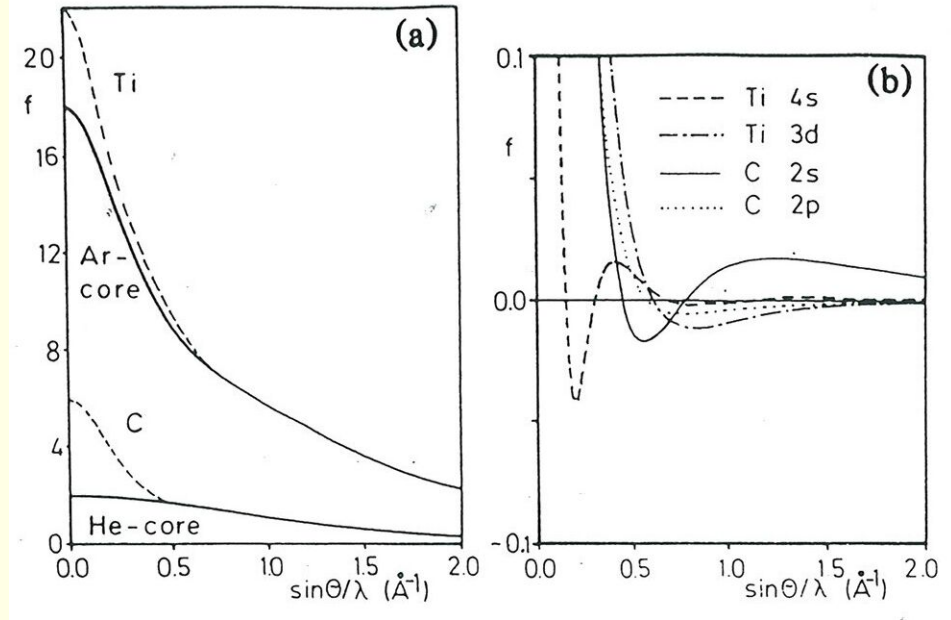 (a)
20
f
16
12
8
4
0
Ti
Ar-
core
C
He-core
0.0 0.5 1.0 1.5 2.0
sinΘ/λ (Å⁻¹)
(b)
0.1
f
0.0
-0.1
Ti 4s
Ti 3d
C 2s
C 2p
0.0 0.5 1.0 1.5 2.0
sinΘ/λ (Å⁻¹)